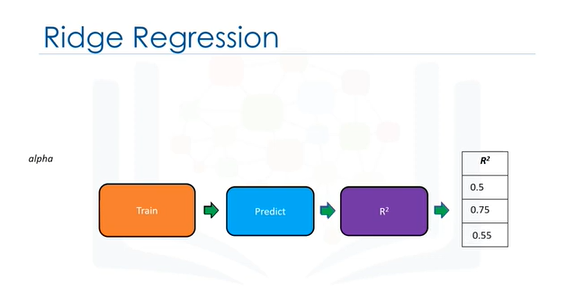 Ridge Regression
alpha
Train
Predict
R²
R²
0.5
0.75
0.55